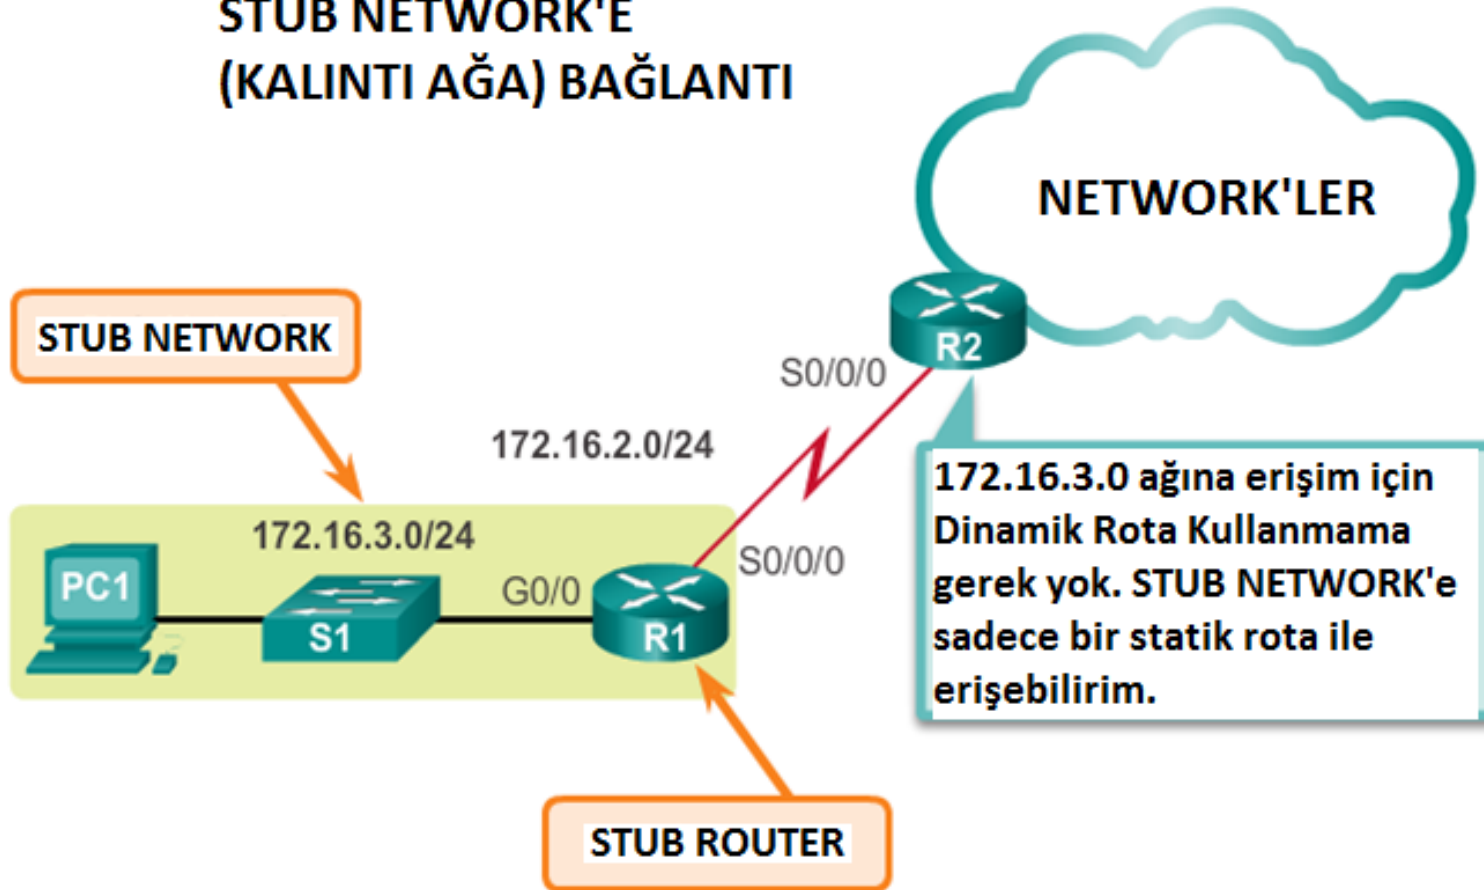 STUB NETWORK'E
(KALINTI AĞA) BAĞLANTI
NETWORK'LER
STUB NETWORK
R2
S0/0/0
172.16.2.0/24
172.16.3.0 ağına erişim için
Dinamik Rota Kullanmama
gerek yok. STUB NETWORK'e
sadece bir statik rota ile
erişebilirim.
172.16.3.0/24
S0/0/0
PC1
G0/0
S1
R1
STUB ROUTER